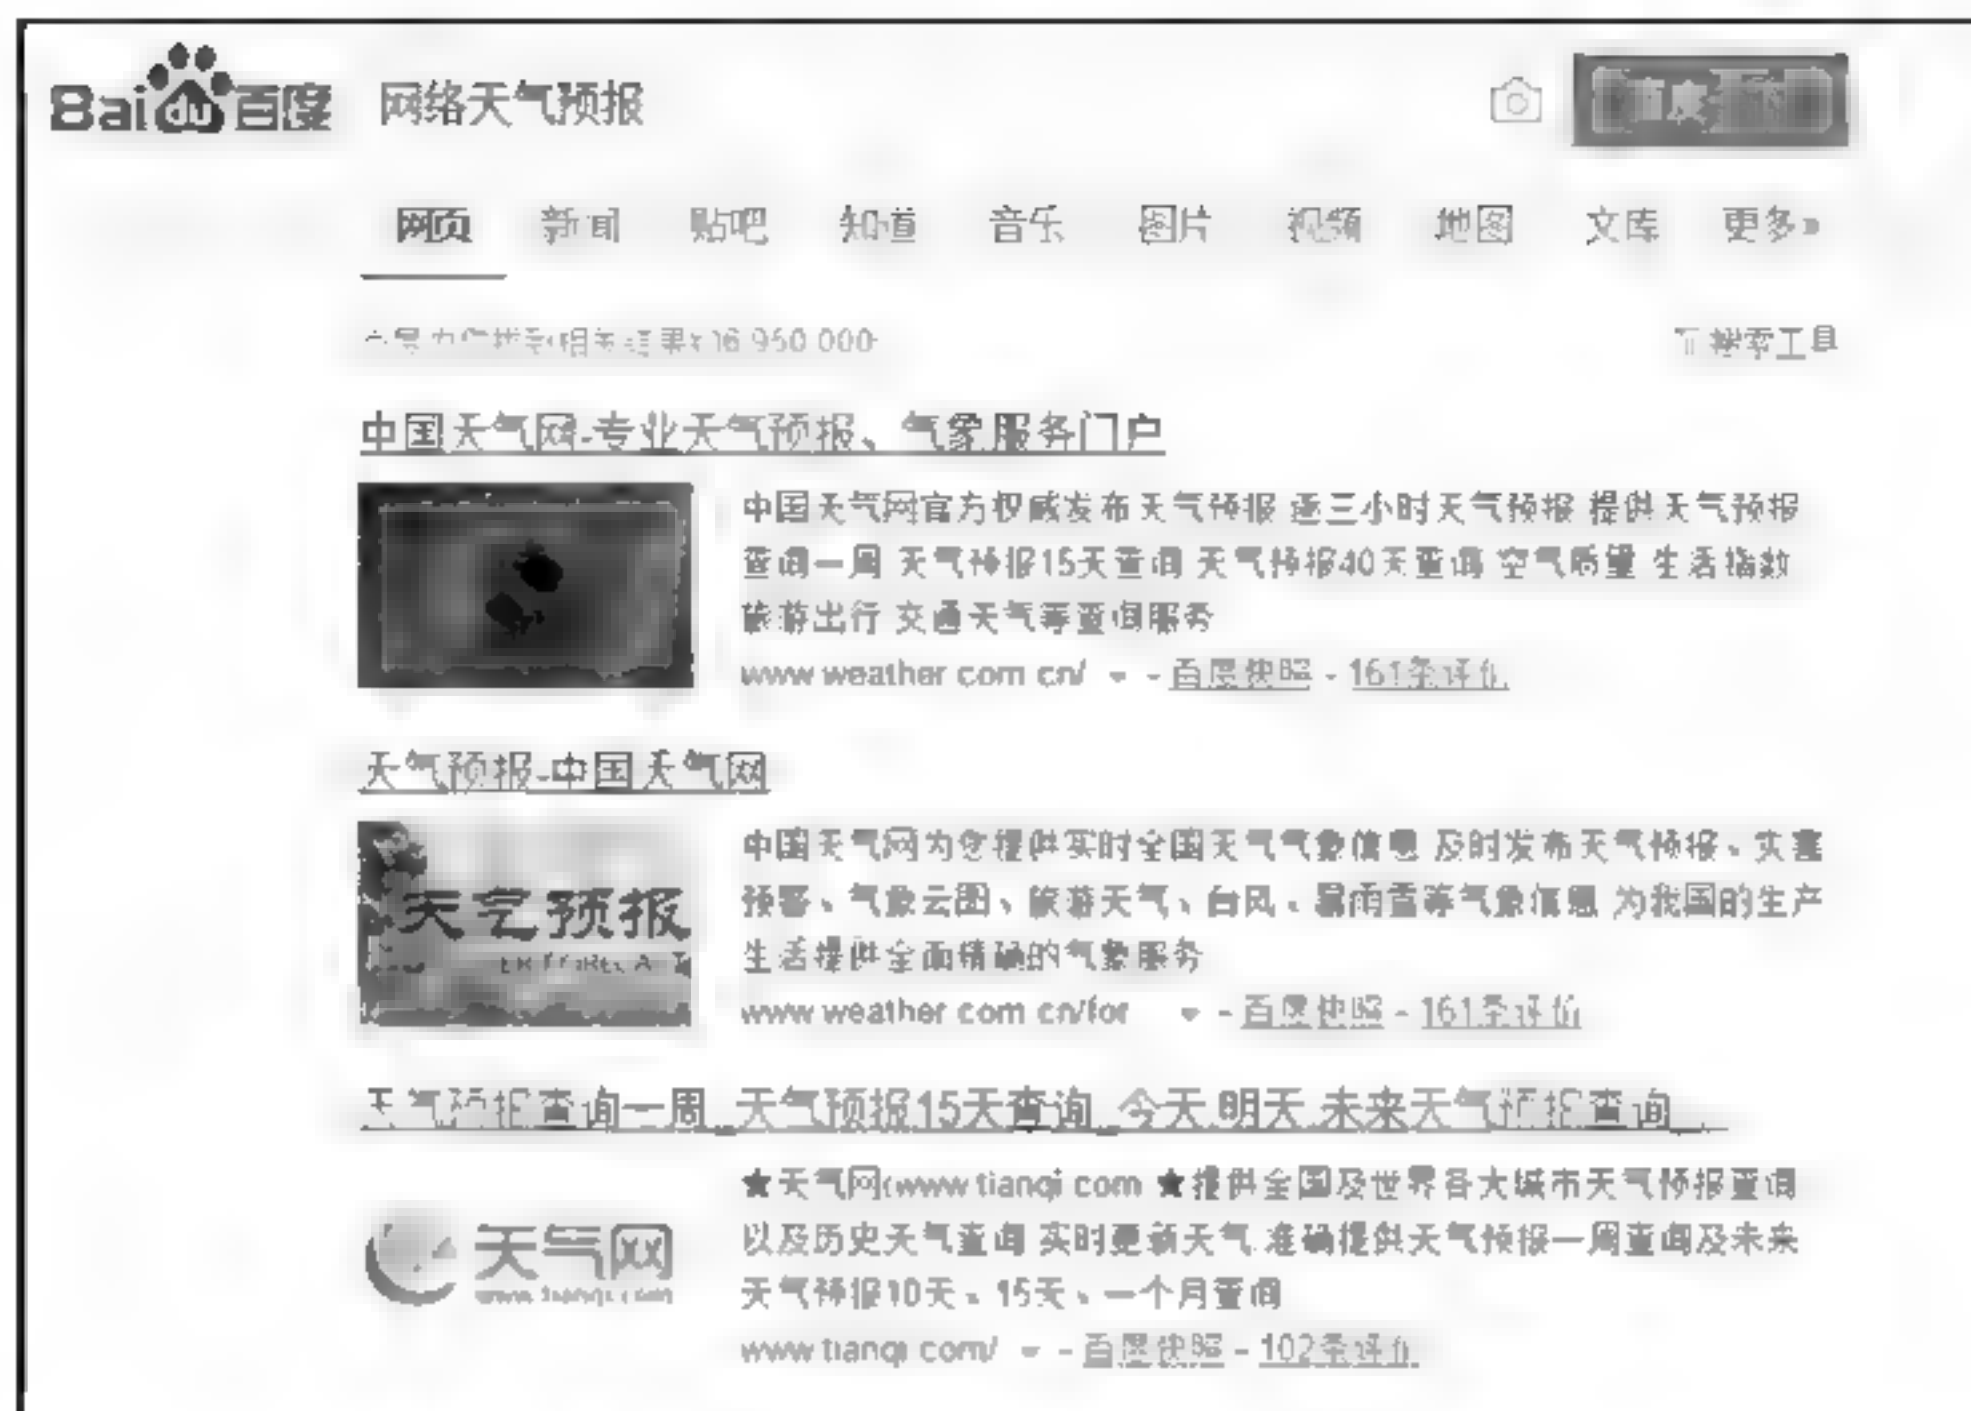 Baidu百度 网络天气预报
网页 新闻 贴吧 知道 音乐 图片 视频 地图 文库 更多»
搜索工具
中国天气网-专业天气预报、气象服务门户
中国天气网官方权威发布天气预报 逐三小时天气预报 提供天气预报
查询一周 天气预报15天查询 天气预报40天查询 空气质量 生活指数
旅游出行 交通天气等查询服务
www weather com cn/ - 百度快照 - 161条评价
天气预报-中国天气网
天气预报
中国天气网为您提供实时全国天气气象信息 及时发布天气预报、灾害
预警、气象云图、旅游天气、台风、暴雨雪等气象信息 为我国的生产
生活提供全面精确的气象服务
www weather com cn/for - 百度快照 - 161条评价
天气预报查询一周_天气预报15天查询_今天,明天,未来天气预报查询_...
天气网
www.tianqi.com
★天气网(www tianqi com ★提供全国及世界各大城市天气预报查询
以及历史天气查询 实时更新天气 准确提供天气预报一周查询及未来
天气预报10天、15天、一个月查询
www tianqi com/ - 百度快照 - 102条评价